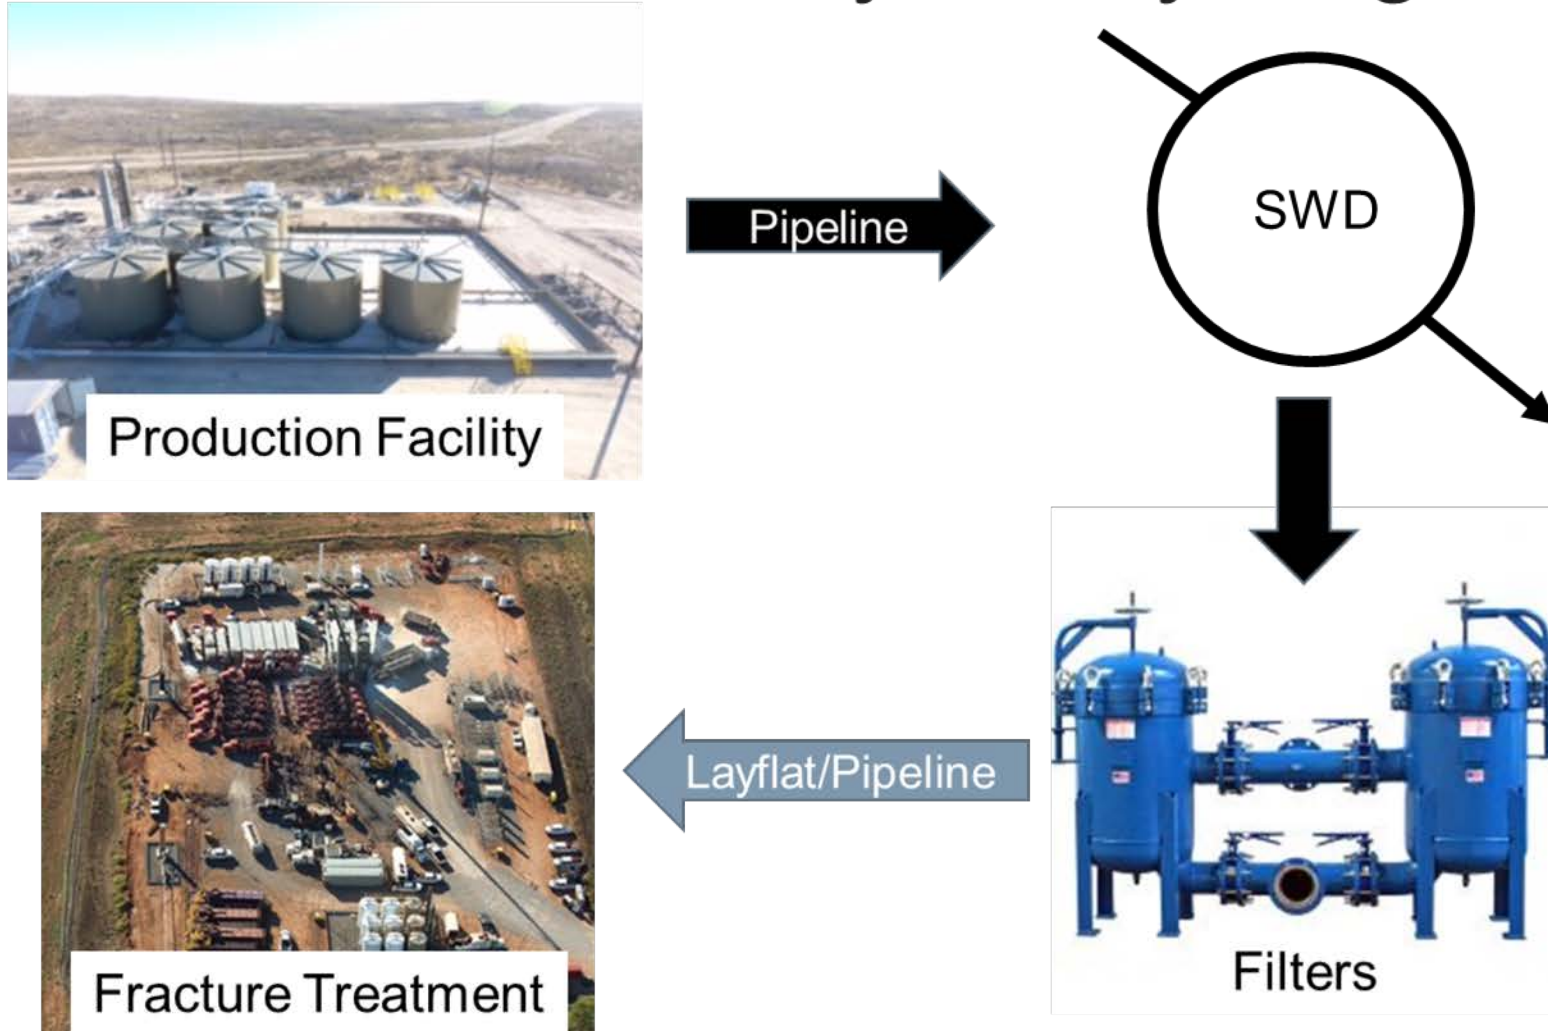 Pipeline
SWD
Production Facility
Layflat/Pipeline
Filters
Fracture Treatment